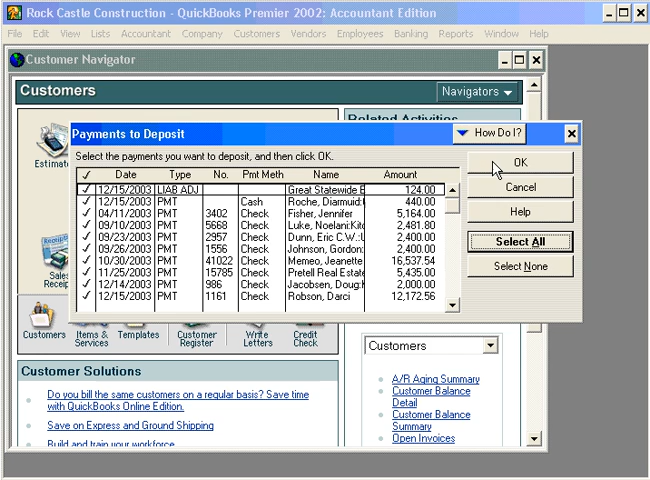 Rock Castle Construction - QuickBooks Premier 2002: Accountant Edition
File Edit View Lists Accountant Company Customers Vendors Employees Banking Reports Window Help
Customer Navigator
Customers Navigators
Related Activities
Payments to Deposit How Do I?
Select the payments you want to deposit, and then click OK.
✓ Date Type No. Pmt Meth Name Amount
✓ 12/15/2003 LIAB ADJ Great Statewide B 124.00
✓ 12/15/2003 PMT Cash Roche, Diarmuid: 440.00
✓ 04/11/2003 PMT 3402 Check Fisher, Jennifer 5,164.00
✓ 09/10/2003 PMT 5668 Check Luke, Noelani:Kit 2,481.80
✓ 09/23/2003 PMT 2957 Check Dunn, Eric C.W.: 2,481.80
✓ 09/26/2003 PMT 1556 Check Johnson, Gordon: 2,400.00
✓ 10/30/2003 PMT 41022 Check Memeo, Jeanette 16,537.54
✓ 11/25/2003 PMT 15785 Check Pretell Real Estate 5,435.00
✓ 12/14/2003 PMT 986 Check Jacobsen, Doug: 2,000.00
✓ 12/15/2003 PMT 1161 Check Robson, Darci 12,172.56
OK
Cancel
Help
Select All
Select None
Estimat
Sales
Receip
Customers Items & Services Templates Customer Register Write Letters Credit Check
Customer Solutions
Do you bill the same customers on a regular basis? Save time
with QuickBooks Online Edition.
Save on Express and Ground Shipping
Build and train your workforce
Customers
A/R Aging Summary
Customer Balance
Detail
Customer Balance
Summary
Open Invoices